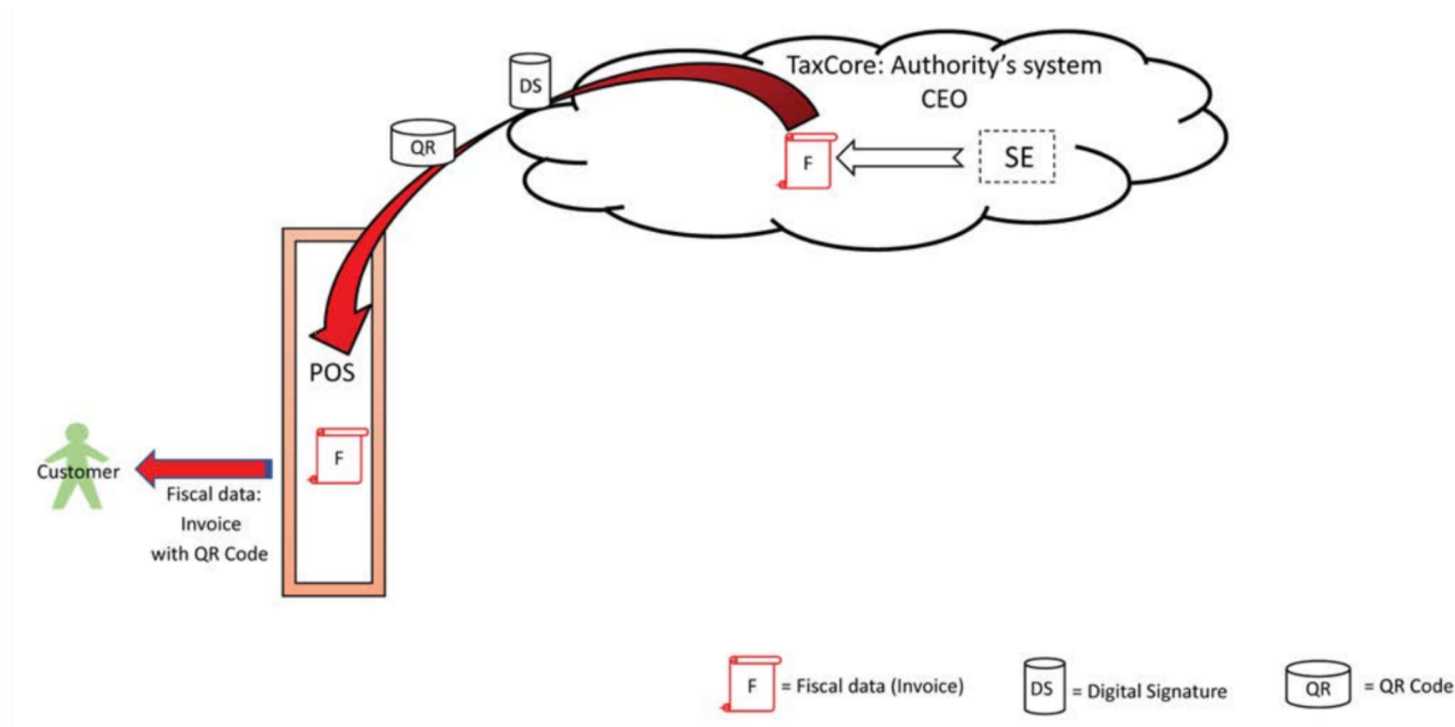 TaxCore: Authority's system
CEO
DS
QR
F
SE
POS
F
Customer
Fiscal data:
Invoice
with QR Code
F = Fiscal data (Invoice)
DS = Digital Signature
QR = QR Code